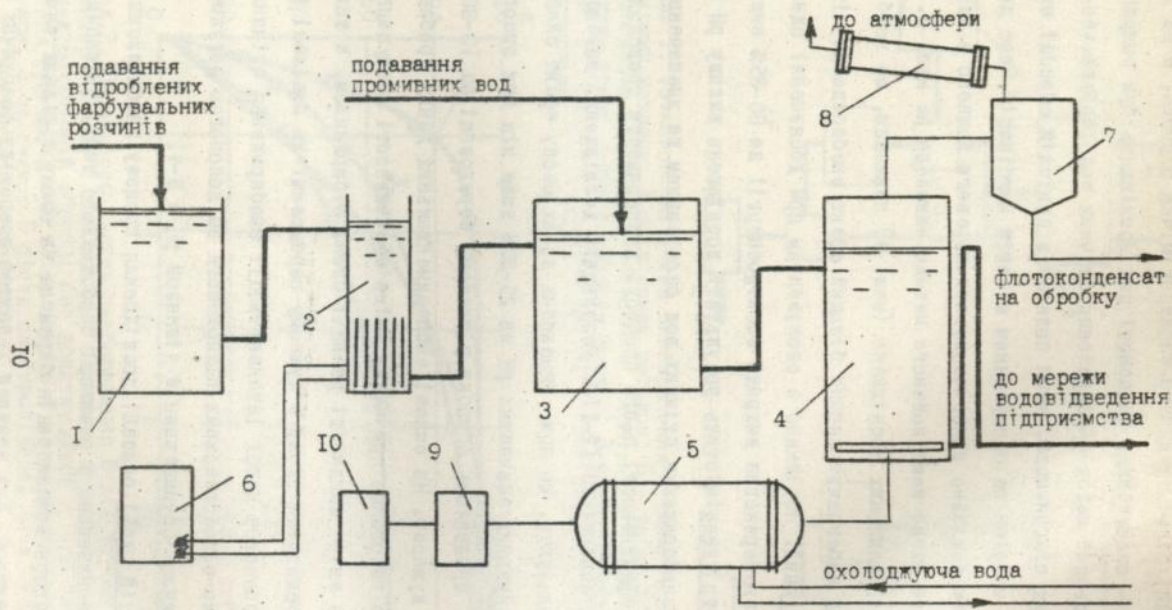 до атмосфери
подавання
відроблених
фарбувальних
розчинів
подавання
промивних вод
8
7
2
флотоконденсат
на обробку
I
3
4
до мережи
водовідведення
підприємства
6
IO
9
5
охолоджуюча вода
IO